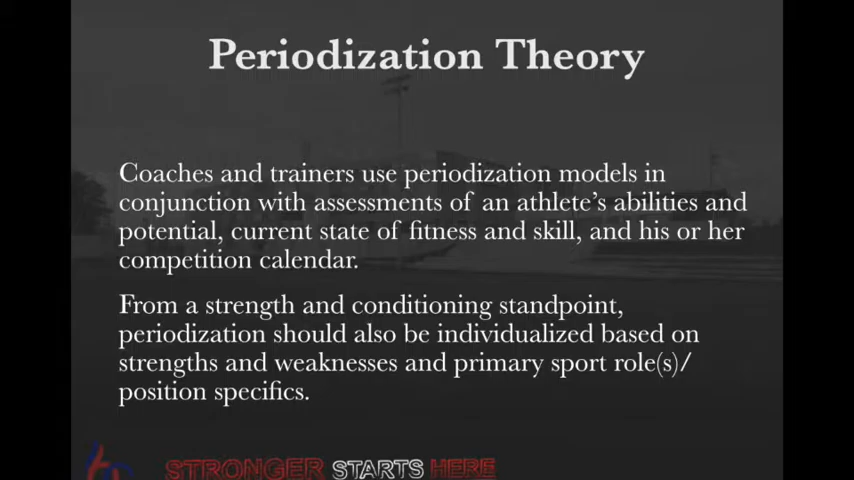 Periodization Theory
Coaches and trainers use periodization models in
conjunction with assessments of an athlete’s abilities and
potential, current state of fitness and skill, and his or her
competition calendar.
From a strength and conditioning standpoint,
periodization should also be individualized based on
strengths and weaknesses and primary sport role(s)/
position specifics.
STRONGER STARTS HERE